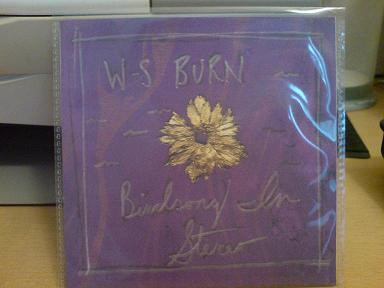 W-S BURN
Birdsong/ In
Stereo